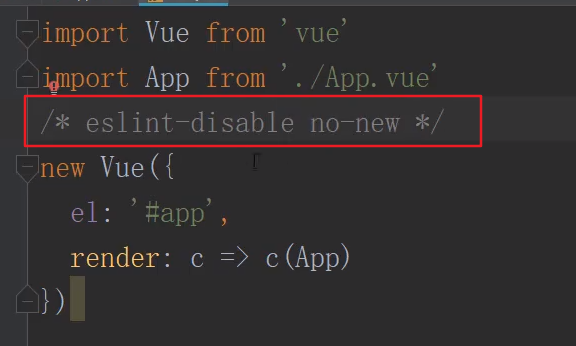 import Vue from 'vue'
import App from './App.vue'
/* eslint-disable no-new */
new Vue({
  el: '#app',
  render: c => c(App)
})